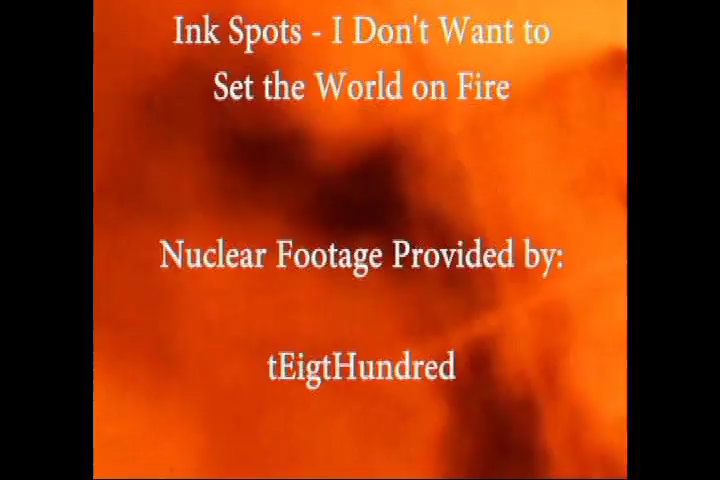 Ink Spots - I Don't Want to
Set the World on Fire
Nuclear Footage Provided by:
tEigtHundred